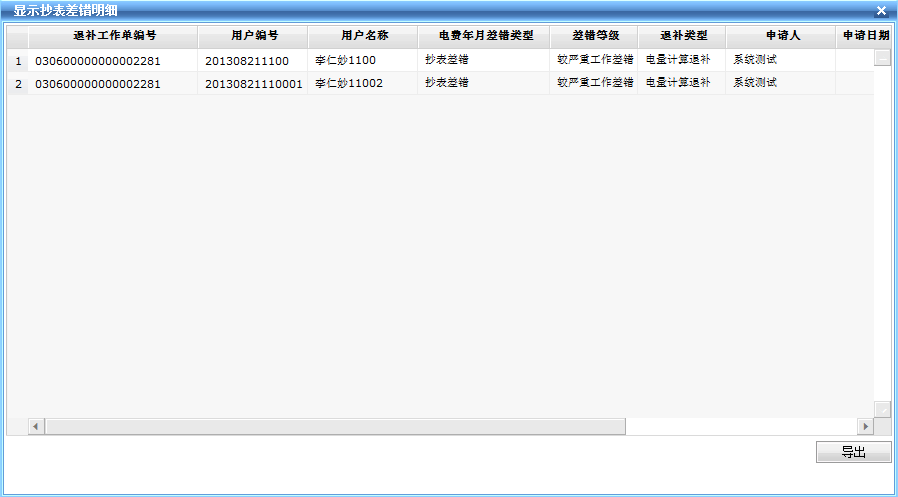 显示抄表差错明细
退补工作单编号 用户编号 用户名称 电费年月差错类型 差错等级 退补类型 申请人 申请日期
1 030600000000002281 201308211100 李仁妙1100 抄表差错 较严重工作差错 电量计算退补 系统测试
2 030600000000002281 20130821110001 李仁妙11002 抄表差错 较严重工作差错 电量计算退补 系统测试
导出